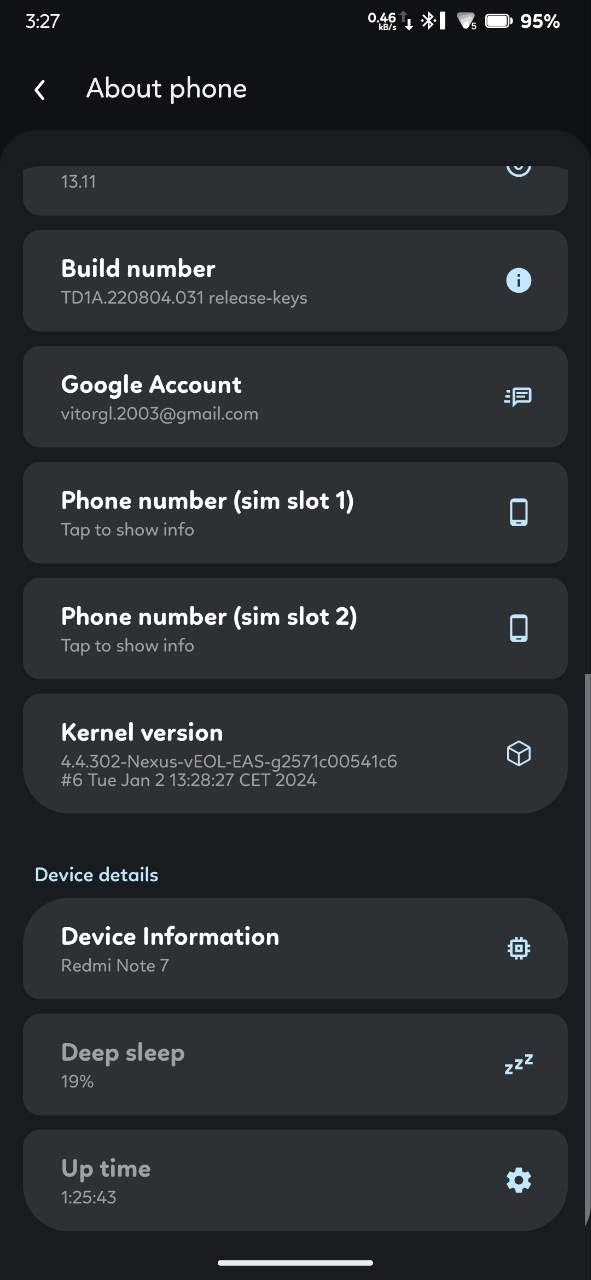 3:27
0.46
kB/s
5
95%
About phone
13.11
Build number
TD1A.220804.031 release-keys
Google Account
vitorgl.2003@gmail.com
Phone number (sim slot 1)
Tap to show info
Phone number (sim slot 2)
Tap to show info
Kernel version
4.4.302-Nexus-vEOL-EAS-g2571c00541c6
#6 Tue Jan 2 13:28:27 CET 2024
Device details
Device Information
Redmi Note 7
Deep sleep
19%
zzz
Up time
1:25:43